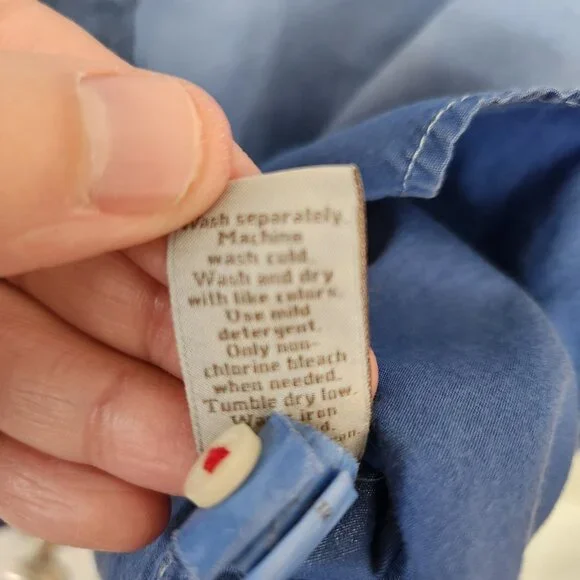 Wash separately.
Machine
wash cold.
Wash and dry
with like colors.
Use mild
detergent.
Only non-
chlorine bleach
when needed.
Tumble dry low.
iron